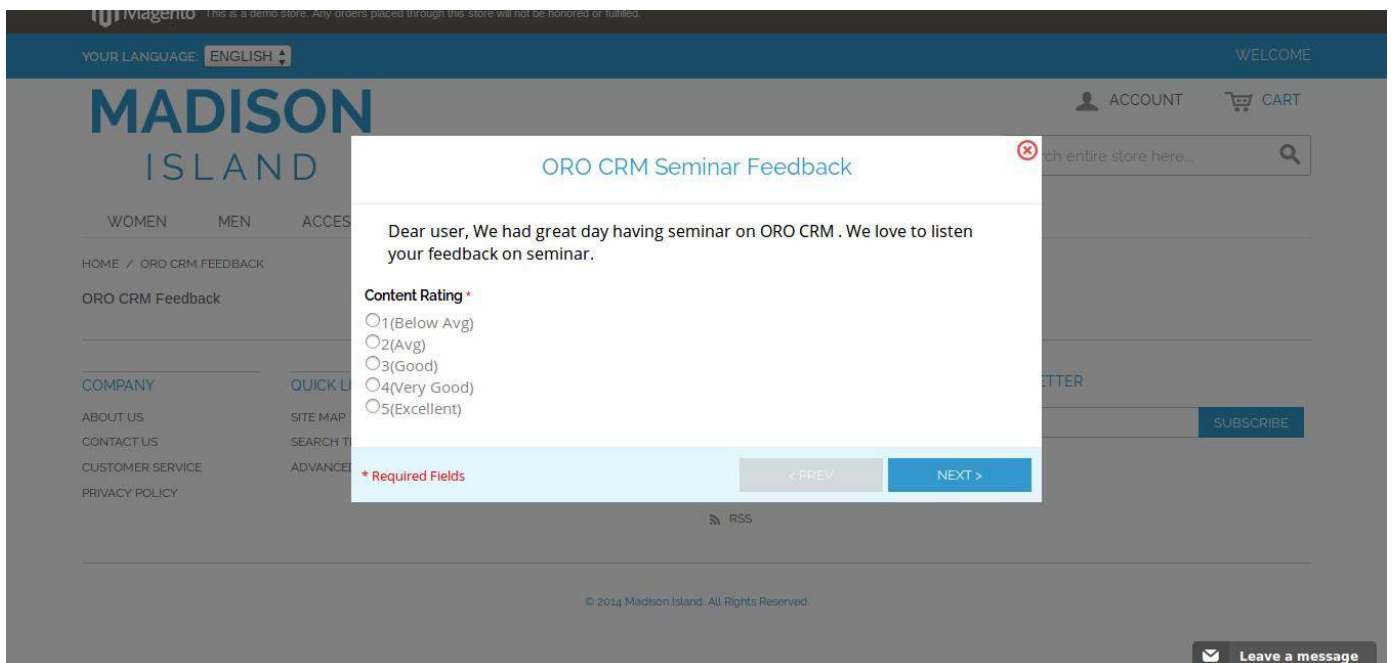 Magento This is a demo store. Any orders placed through this store will not be honored or fulfilled.
YOUR LANGUAGE: ENGLISH
WELCOME
MADISON
ISLAND
ACCOUNT
CART
entire store here...
WOMEN MEN
HOME / ORO CRM FEEDBACK
ORO CRM Feedback
ORO CRM Seminar Feedback
Dear user, We had great day having seminar on ORO CRM . We love to listen
your feedback on seminar.
Content Rating *
1(Below Avg)
2(Avg)
3(Good)
4(Very Good)
5(Excellent)
* Required Fields
< PREV
NEXT >
COMPANY
ABOUT US
CONTACT US
CUSTOMER SERVICE
PRIVACY POLICY
QUICK
SITE MAP
SEARCH
SUBSCRIBE
RSS
© 2014 Madison Island. All Rights Reserved.
Leave a message